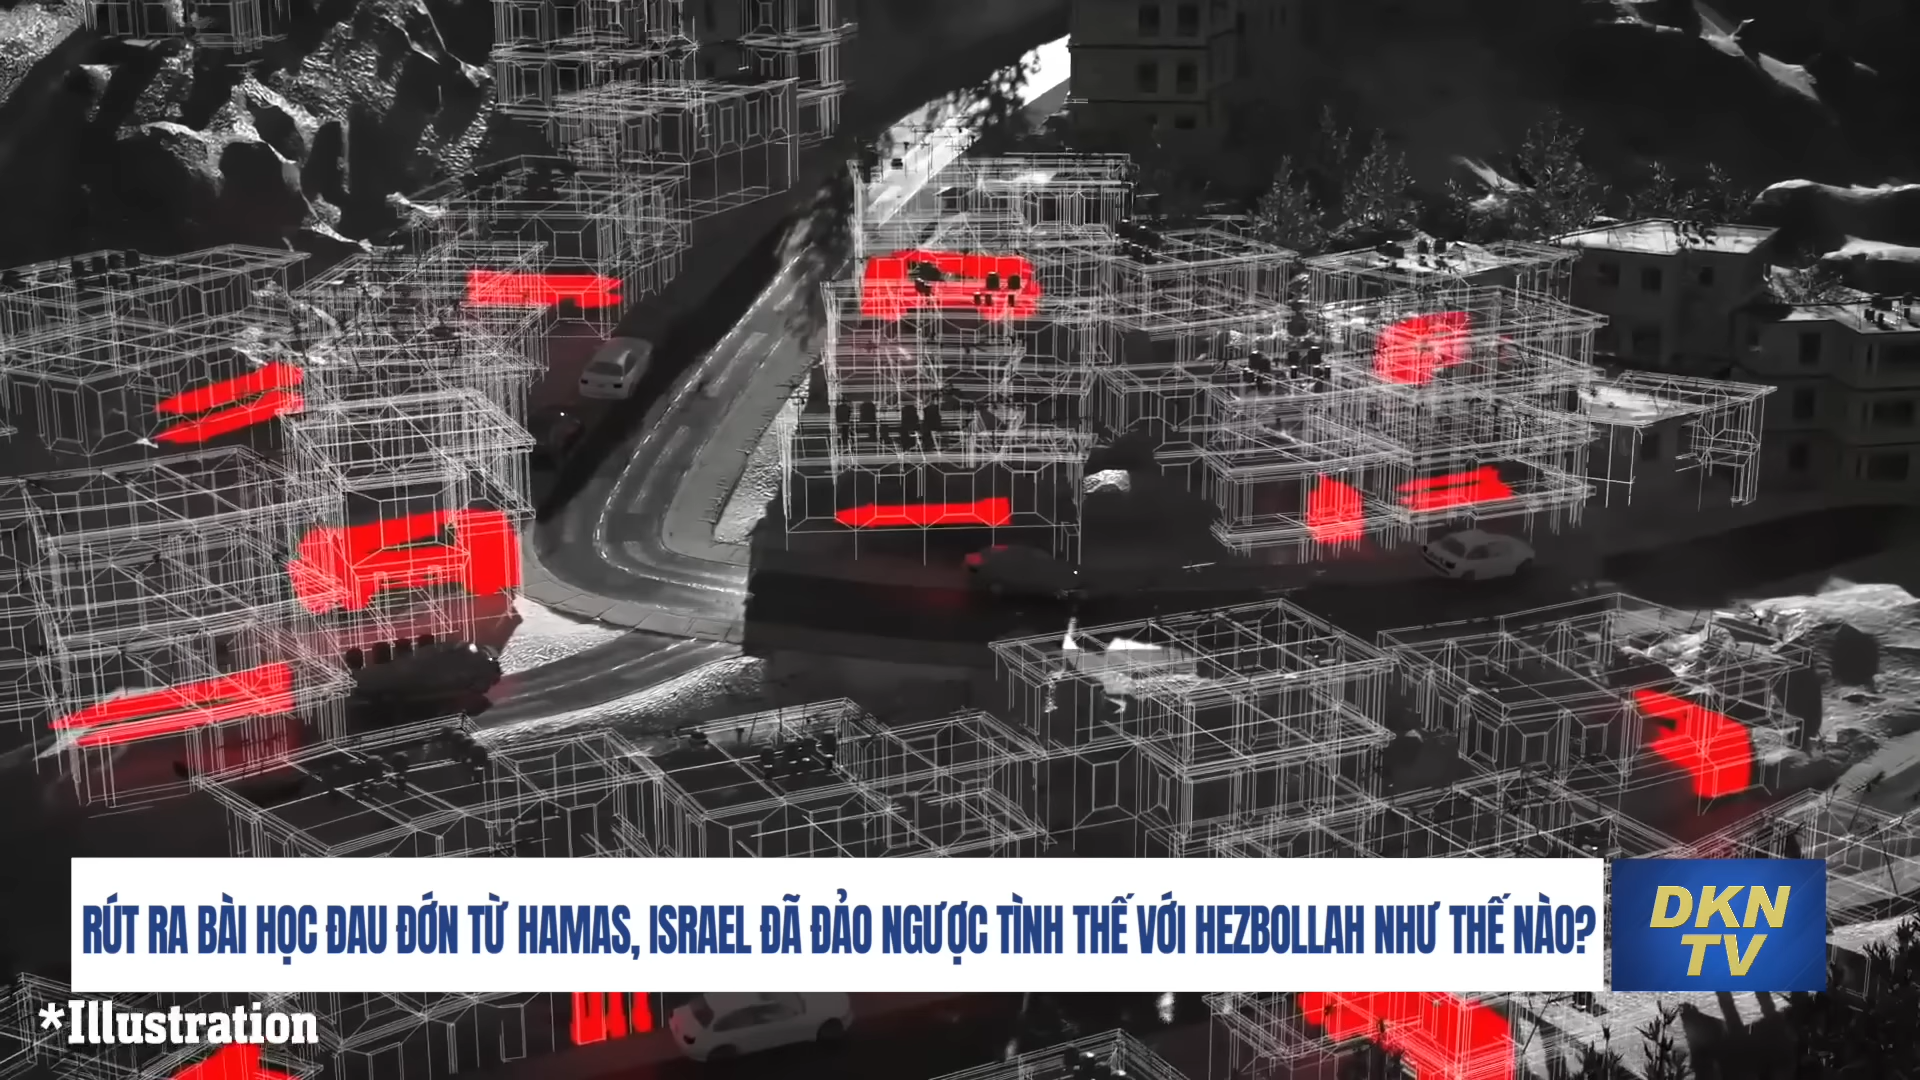 RÚT RA BÀI HỌC ĐAU ĐỚN TỪ HAMAS, ISRAEL ĐÃ ĐẢO NGƯỢC TÌNH THẾ VỚI HEZBOLLAH NHƯ THẾ NÀO?
DKN
TV
*Illustration